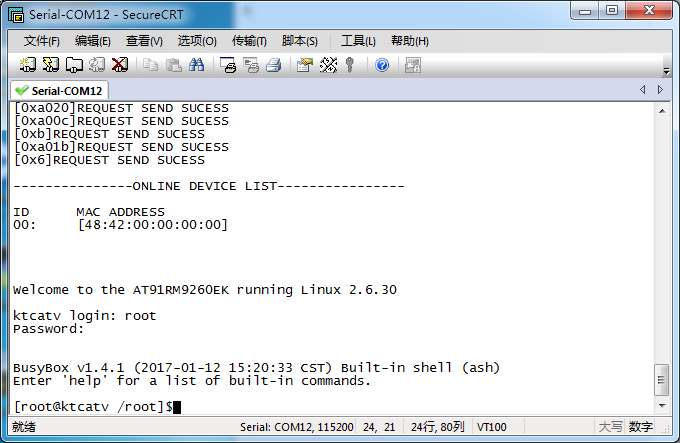 Serial-COM12 - SecureCRT
文件(F) 编辑(E) 查看(V) 选项(O) 传输(T) 脚本(S) 工具(L) 帮助(H)
Serial-COM12
[0xa020]REQUEST SEND SUCESS
[0xa00c]REQUEST SEND SUCESS
[0xb]REQUEST SEND SUCESS
[0xa01b]REQUEST SEND SUCESS
[0x6]REQUEST SEND SUCESS
---------------ONLINE DEVICE LIST----------------
ID MAC ADDRESS
00: [48:42:00:00:00:00]
Welcome to the AT91RM9260EK running Linux 2.6.30
ktcatv login: root
Password:
BusyBox v1.4.1 (2017-01-12 15:20:33 CST) Built-in shell (ash)
Enter 'help' for a list of built-in commands.
[root@ktcatv /root]$
就绪 Serial: COM12, 115200 24, 21 24行, 80列 VT100 大写 数字